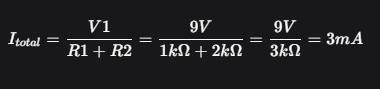 I_total = V1 / (R1 + R2) = 9V / (1kΩ + 2kΩ) = 9V / 3kΩ = 3mA